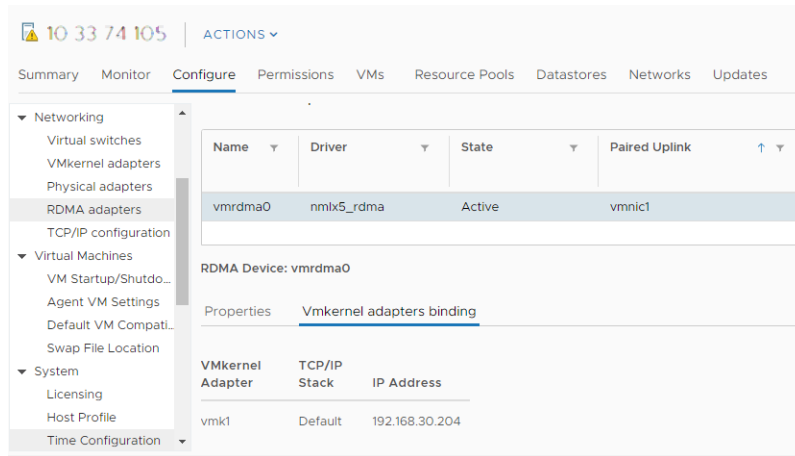 10 33 74 105 ACTIONS
Summary Monitor Configure Permissions VMs Resource Pools Datastores Networks Updates
Networking
Virtual switches
VMkernel adapters
Physical adapters
RDMA adapters
TCP/IP configuration
Virtual Machines
VM Startup/Shutdo...
Agent VM Settings
Default VM Compati...
Swap File Location
System
Licensing
Host Profile
Time Configuration
Name Driver State Paired Uplink
vmrdma0 nmlx5_rdma Active vmnic1
RDMA Device: vmrdma0
Properties Vmkernel adapters binding
VMkernel TCP/IP
Adapter Stack IP Address
vmk1 Default 192.168.30.204